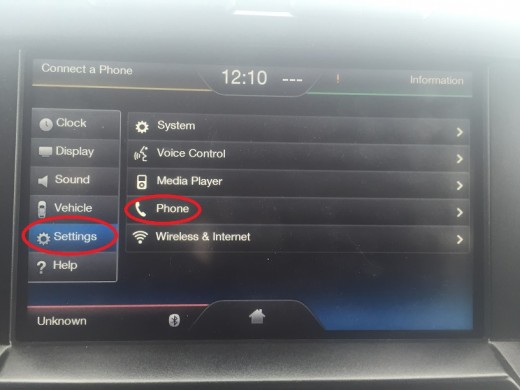 Connect a Phone
12:10 ---
!
Information
Clock
Display
Sound
Vehicle
Settings
? Help
System
Voice Control
Media Player
Phone
Wireless & Internet
Unknown